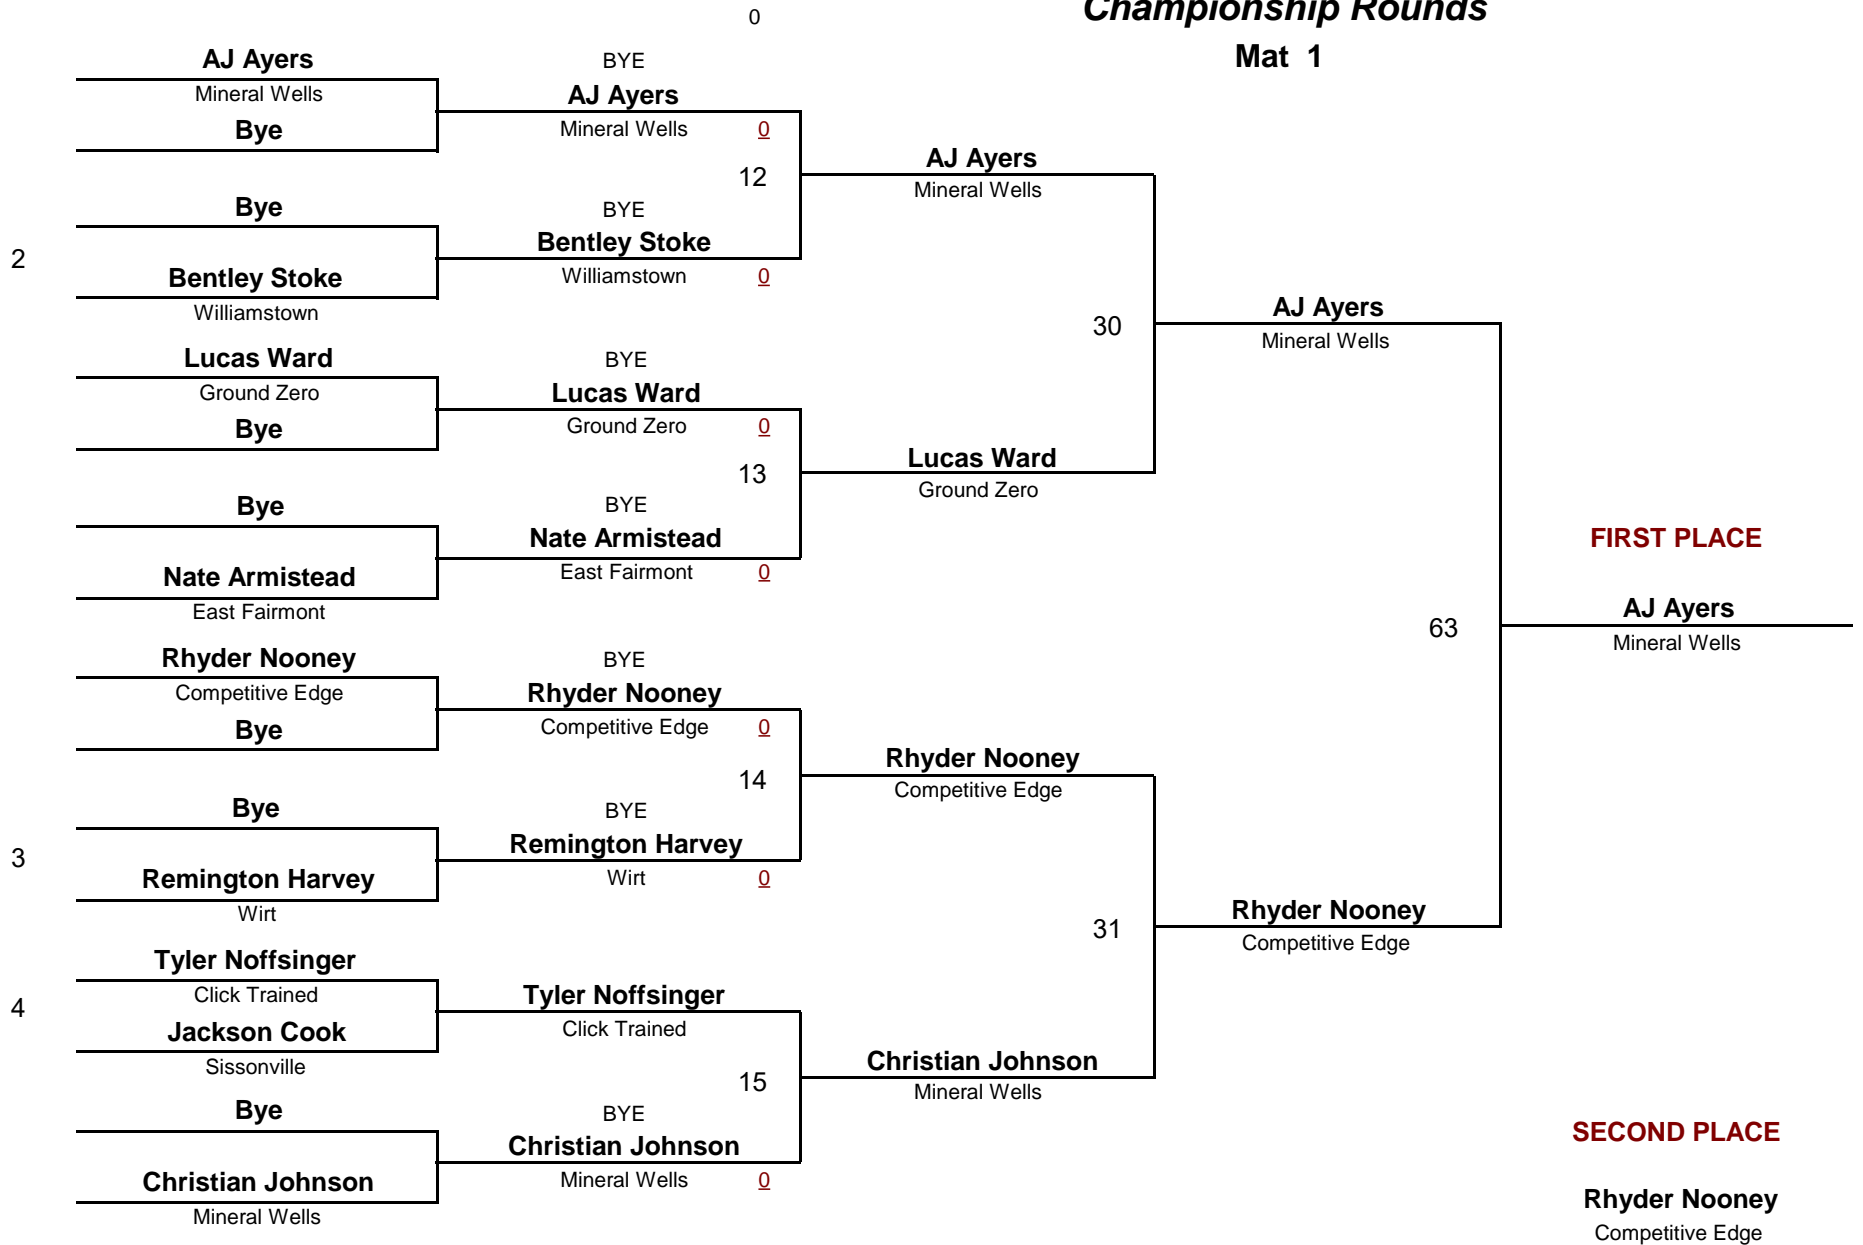 Championship Rounds
Mat 1
0
AJ Ayers
Mineral Wells
Bye
2
Bye
Bentley Stoke
Williamstown
Lucas Ward
Ground Zero
Bye
Bye
Nate Armistead
East Fairmont
Rhyder Nooney
Competitive Edge
Bye
3
Bye
Remington Harvey
Wirt
4
Tyler Noffsinger
Click Trained
Jackson Cook
Sissonville
Bye
Christian Johnson
Mineral Wells
BYE
AJ Ayers
Mineral Wells
0
12
BYE
Bentley Stoke
Williamstown
0
BYE
Lucas Ward
Ground Zero
0
13
BYE
Nate Armistead
East Fairmont
0
BYE
Rhyder Nooney
Competitive Edge
0
14
BYE
Remington Harvey
Wirt
0
Tyler Noffsinger
Click Trained
15
BYE
Christian Johnson
Mineral Wells
0
AJ Ayers
Mineral Wells
30
Lucas Ward
Ground Zero
Rhyder Nooney
Competitive Edge
31
Christian Johnson
Mineral Wells
AJ Ayers
Mineral Wells
63
Rhyder Nooney
Competitive Edge
FIRST PLACE
AJ Ayers
Mineral Wells
SECOND PLACE
Rhyder Nooney
Competitive Edge